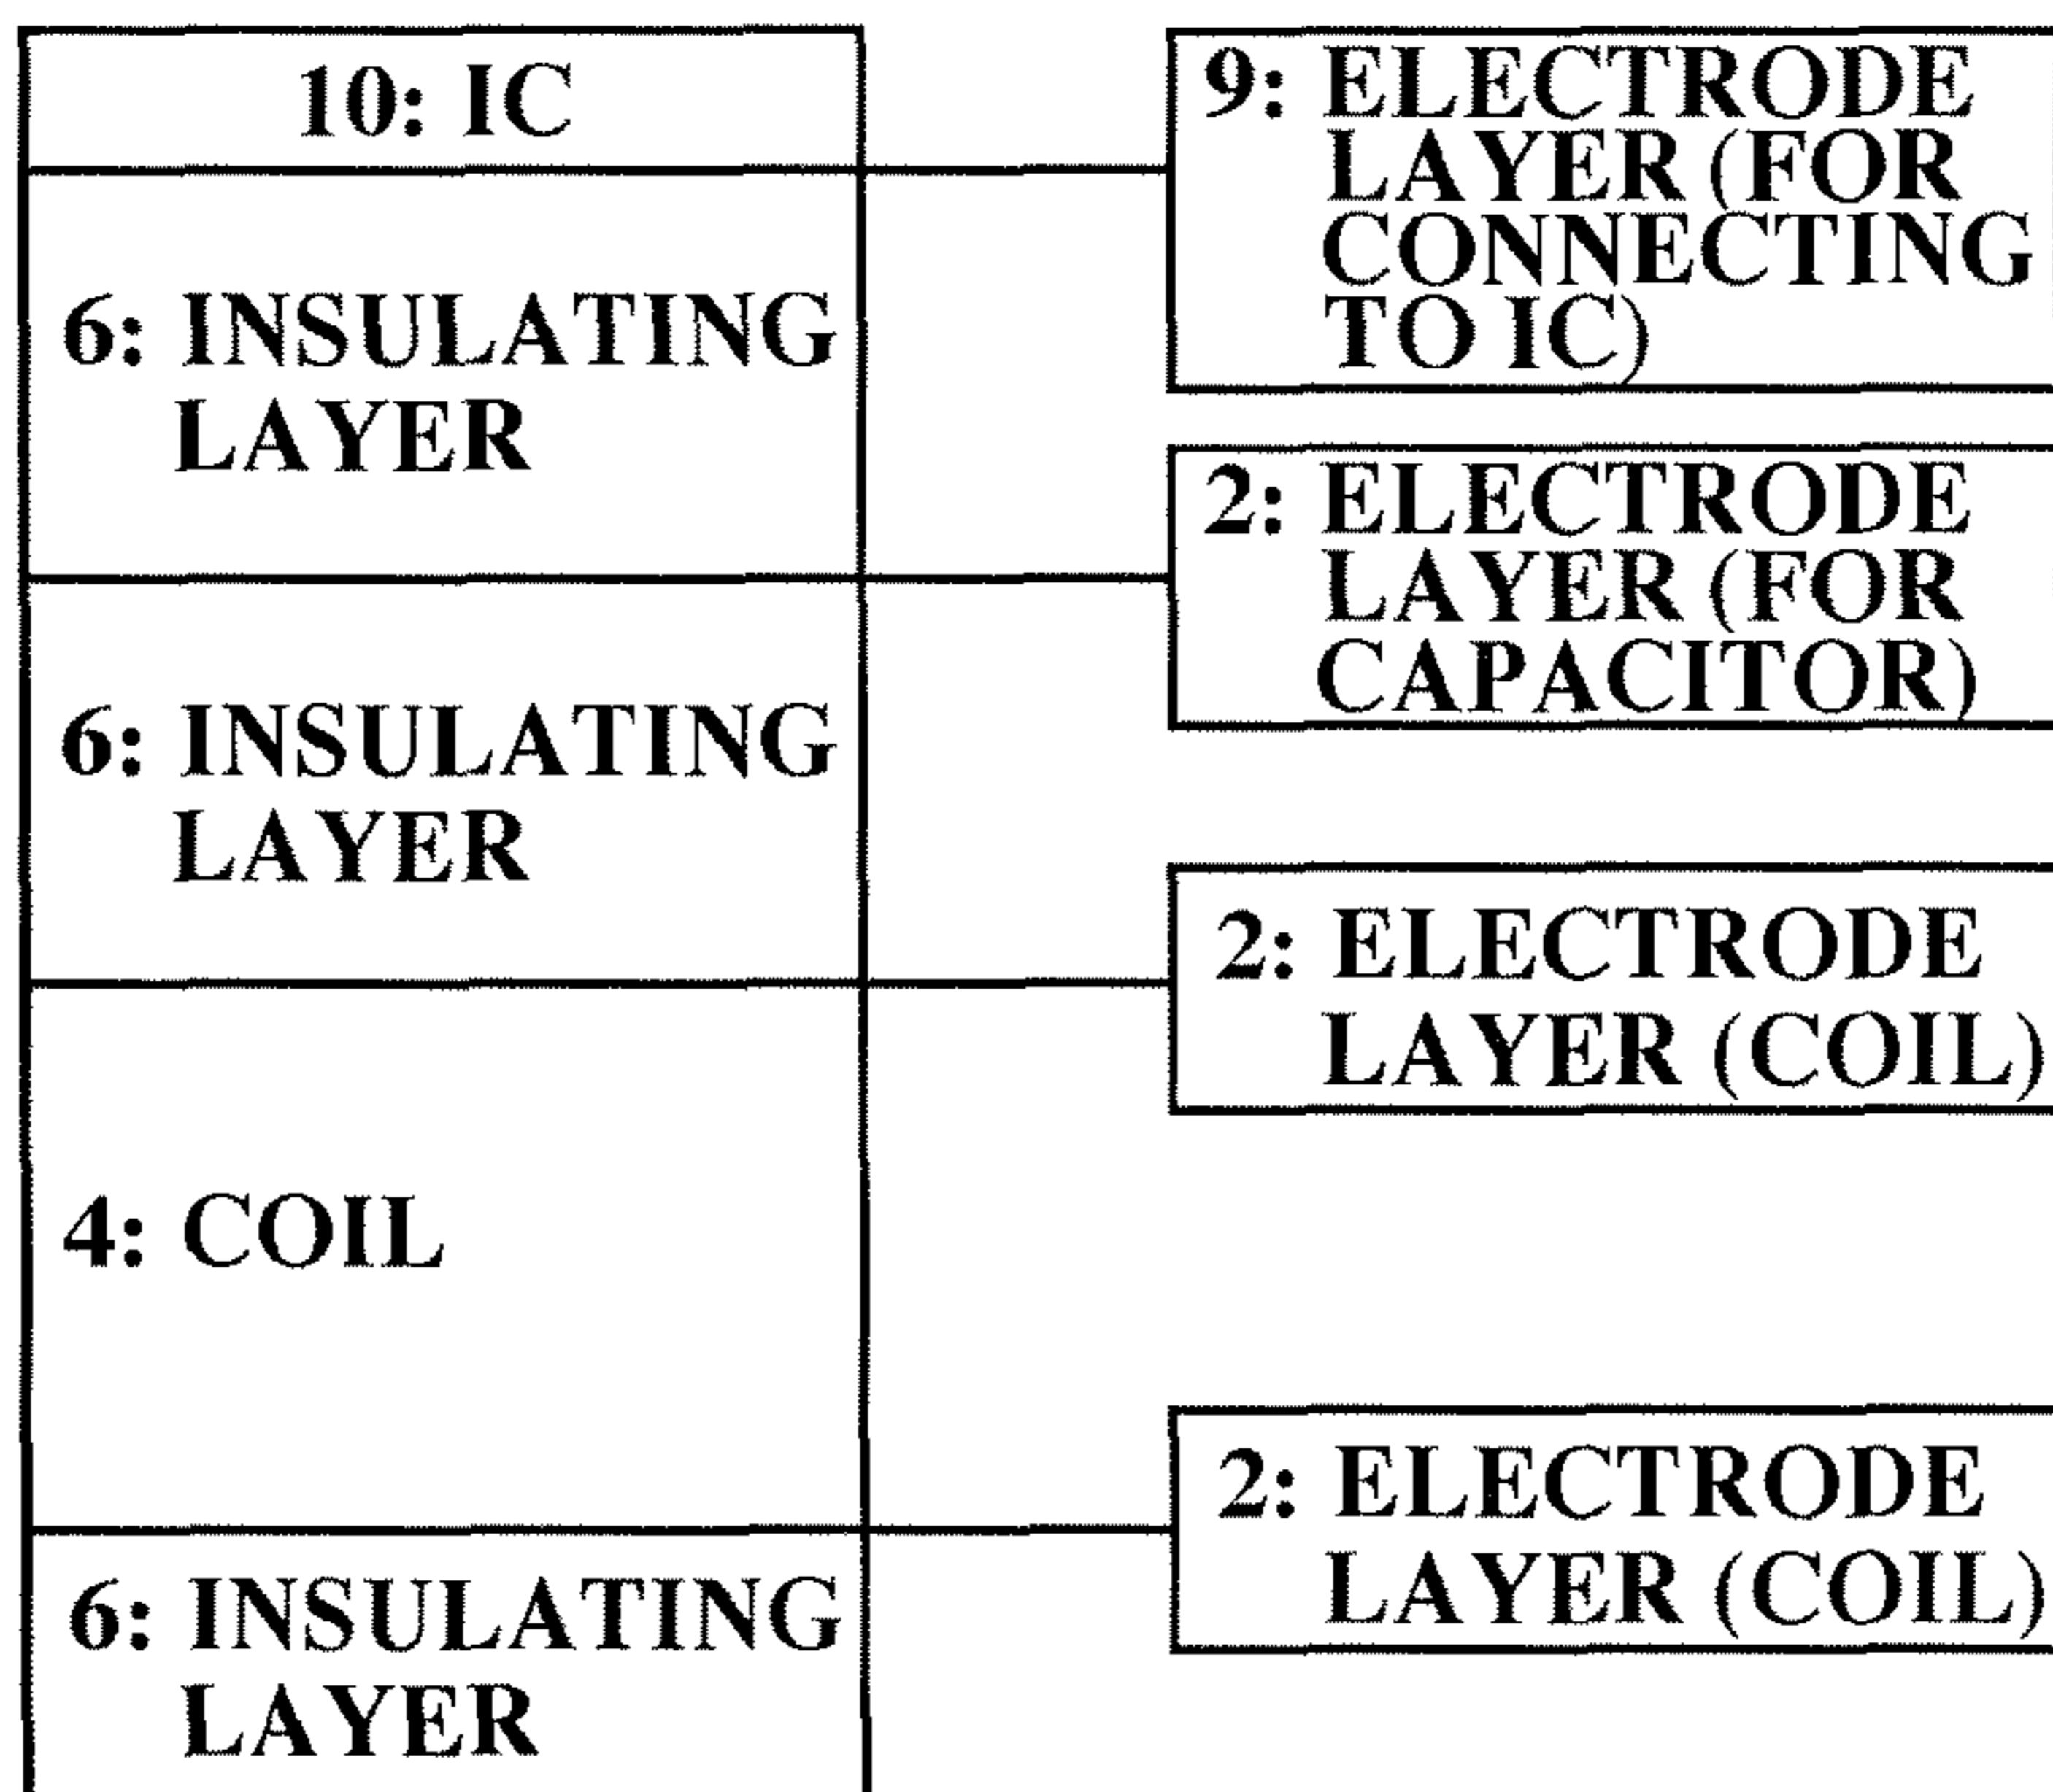 10: IC
6: INSULATING
LAYER
6: INSULATING
LAYER
4: COIL
6: INSULATING
LAYER
9: ELECTRODE
LAYER (FOR
CONNECTING
TO IC)
2: ELECTRODE
LAYER (FOR
CAPACITOR)
2: ELECTRODE
LAYER (COIL)
2: ELECTRODE
LAYER (COIL)